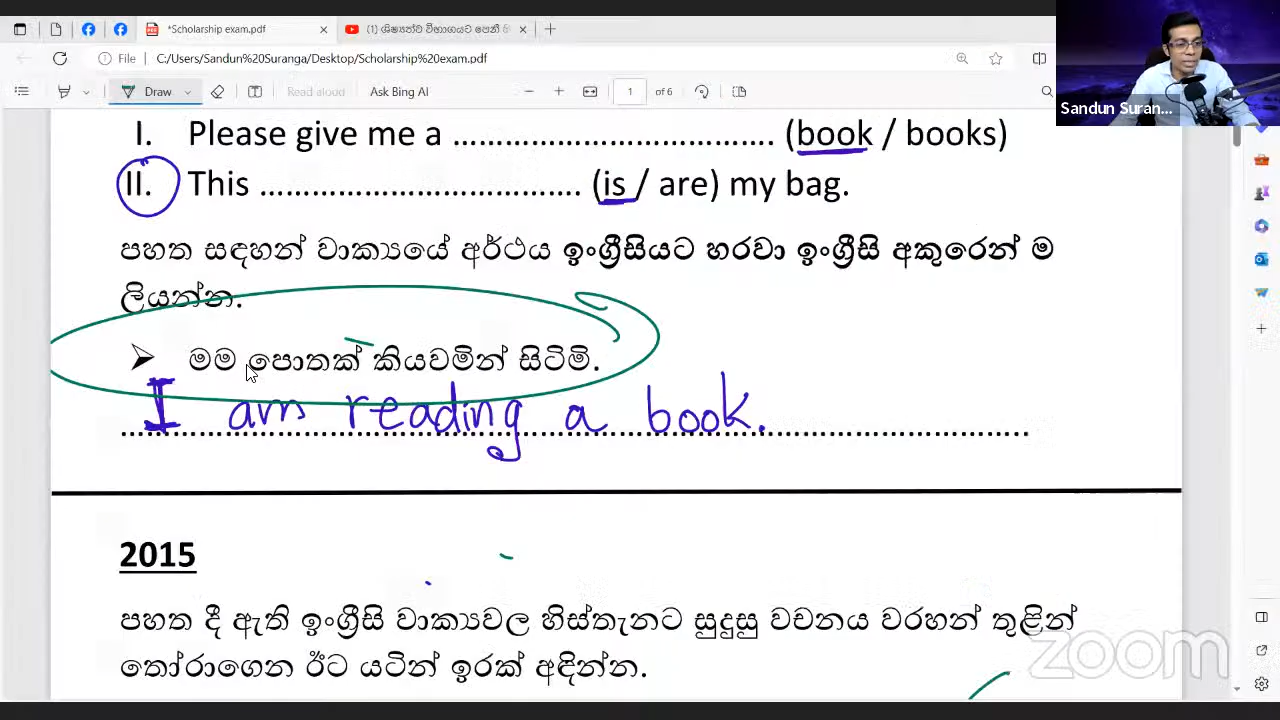 *Scholarship exam.pdf
(1) ශිෂ්‍යත්ව විභාගයට පෙනී
File C:/Users/Sandun%20Suranga/Desktop/Scholarship%20exam.pdf
Draw Read aloud Ask Bing AI 1 of 6
Sandun Suran...
I. Please give me a ………………………………. (book / books)
II. This ………………………………. (is / are) my bag.
පහත සඳහන් වාක්‍යයේ අර්ථය ඉංග්‍රීසියට හරවා ඉංග්‍රීසි අකුරෙන් ම
ලියන්න.
➢ මම පොතක් කියවමින් සිටිමි.
I am reading a book.
2015
පහත දී ඇති ඉංග්‍රීසි වාක්‍යවල හිස්තැනට සුදුසු වචනය වරහන් තුළින්
තෝරාගෙන ඊට යටින් ඉරක් අඳින්න.
zoom